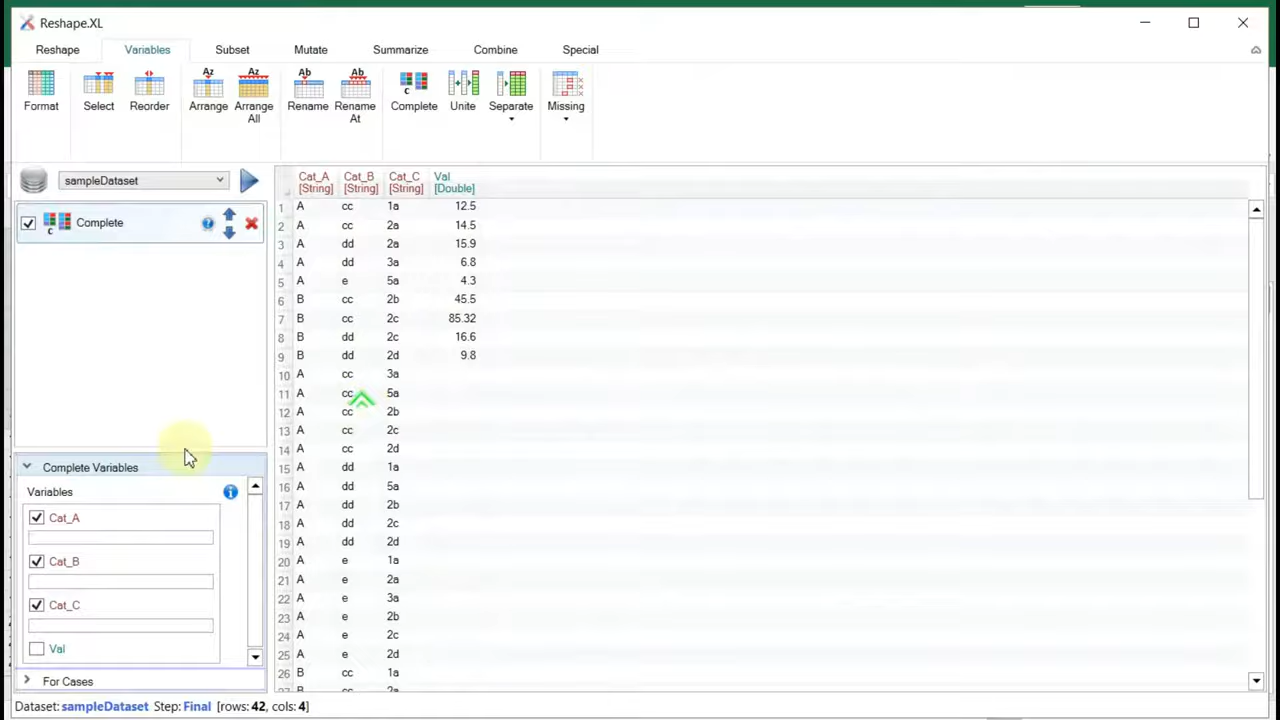 Reshape.XL
Reshape Variables Subset Mutate Summarize Combine Special
Format Select Reorder Arrange Arrange All Rename Rename At Complete Unite Separate Missing
sampleDataset
Complete
Complete Variables
Variables
Cat_A
Cat_B
Cat_C
Val
For Cases
Cat_A Cat_B Cat_C Val
[String] [String] [String] [Double]
1 A cc 1a 12.5
2 A cc 2a 14.5
3 A dd 2a 15.9
4 A dd 3a 6.8
5 A e 5a 4.3
6 B cc 2b 45.5
7 B cc 2c 85.32
8 B dd 2c 16.6
9 B dd 2d 9.8
10 A cc 3a
11 A cc 5a
12 A cc 2b
13 A cc 2c
14 A cc 2d
15 A dd 1a
16 A dd 5a
17 A dd 2b
18 A dd 2c
19 A dd 2d
20 A e 1a
21 A e 2a
22 A e 3a
23 A e 2b
24 A e 2c
25 A e 2d
26 B cc 1a
27 B cc 2a
Dataset: sampleDataset Step: Final [rows: 42, cols: 4]